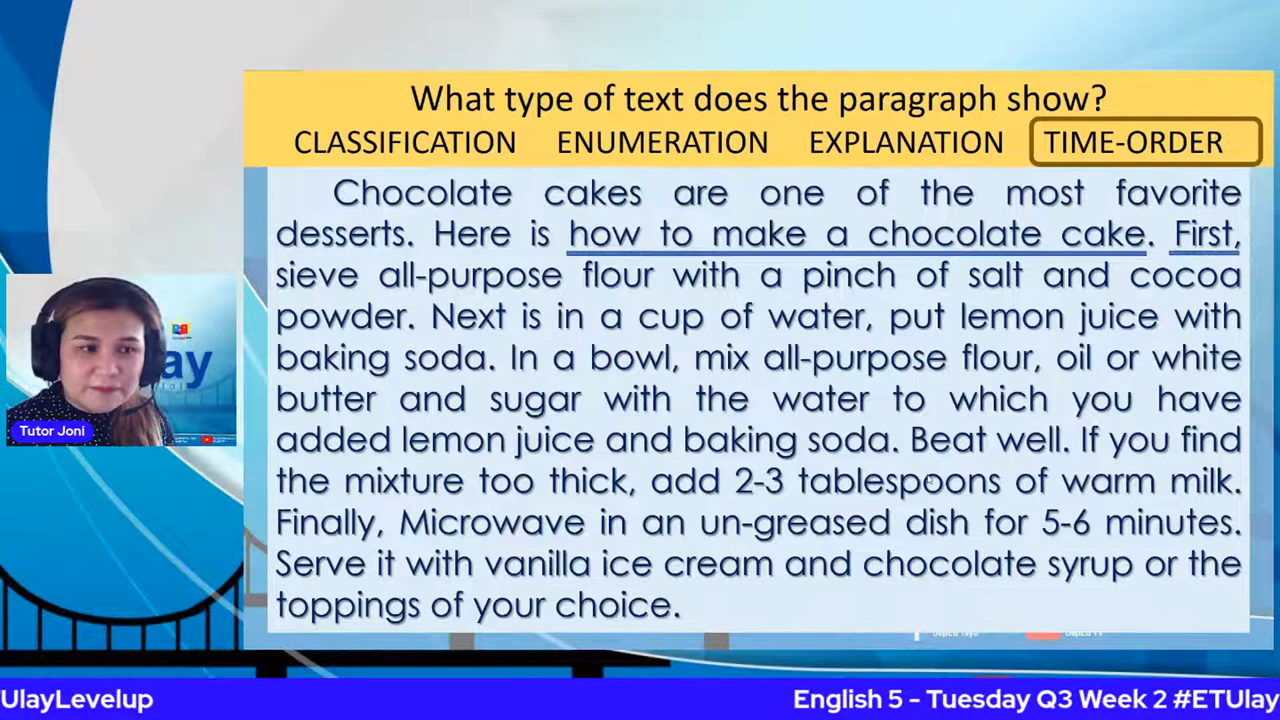 What type of text does the paragraph show?
CLASSIFICATION ENUMERATION EXPLANATION TIME-ORDER
Chocolate cakes are one of the most favorite
desserts. Here is how to make a chocolate cake. First,
sieve all-purpose flour with a pinch of salt and cocoa
powder. Next is in a cup of water, put lemon juice with
baking soda. In a bowl, mix all-purpose flour, oil or white
butter and sugar with the water to which you have
added lemon juice and baking soda. Beat well. If you find
the mixture too thick, add 2-3 tablespoons of warm milk.
Finally, Microwave in an un-greased dish for 5-6 minutes.
Serve it with vanilla ice cream and chocolate syrup or the
toppings of your choice.
ay
Tutor Joni
UlayLevelup
English 5 - Tuesday Q3 Week 2 #ETUlay